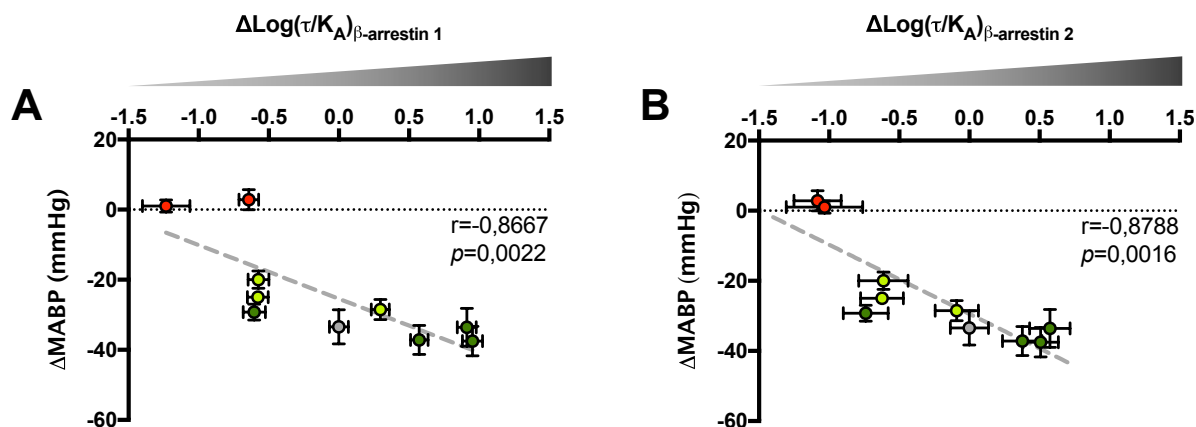 ΔLog(τ/KA)β-arrestin 1
A
-1.5 -1.0 -0.5 0.0 0.5 1.0 1.5
20
0
-20
-40
-60
ΔMABP (mmHg)
r=-0,8667
p=0,0022
ΔLog(τ/KA)β-arrestin 2
B
-1.5 -1.0 -0.5 0.0 0.5 1.0 1.5
20
0
-20
-40
-60
ΔMABP (mmHg)
r=-0,8788
p=0,0016